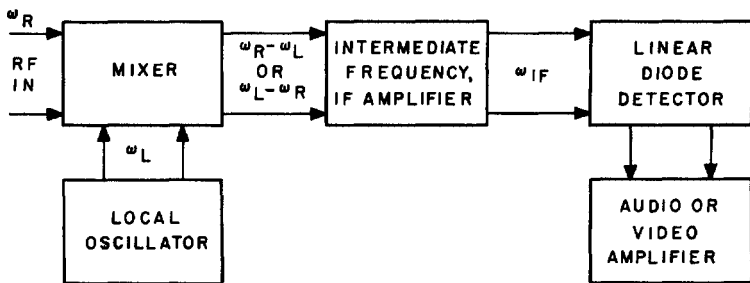 ωR
RF
IN
MIXER
ωR-ωL
OR
ωL-ωR
INTERMEDIATE
FREQUENCY,
IF AMPLIFIER
ωIF
LINEAR
DIODE
DETECTOR
ωL
LOCAL
OSCILLATOR
AUDIO OR
VIDEO
AMPLIFIER